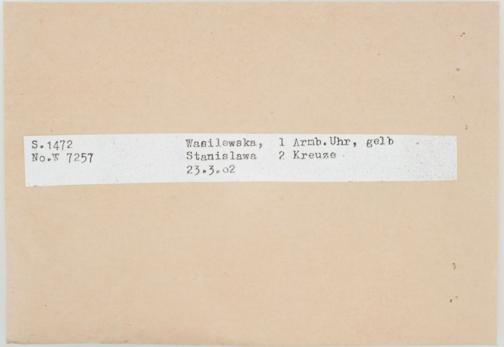 S.1472 Wasilewska, 1 Armb.Uhr, gelb
No.W 7257 Stanislawa 2 Kreuze
23.3.02